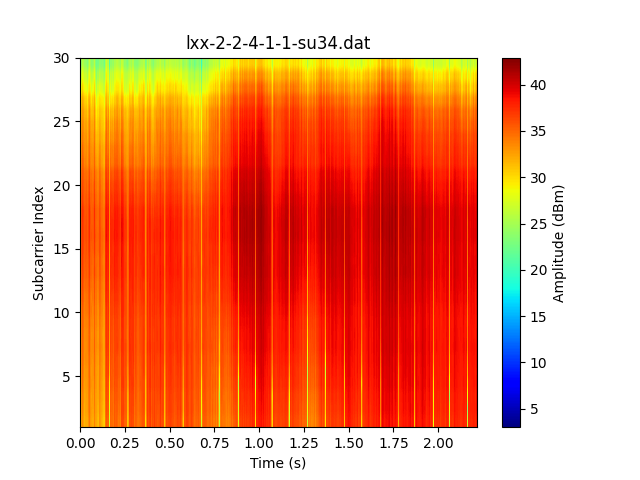 lxx-2-2-4-1-1-su34.dat
30
25
20
15
10
5
Subcarrier Index
0.00 0.25 0.50 0.75 1.00 1.25 1.50 1.75 2.00
Time (s)
40
35
30
25
20
15
10
5
Amplitude (dBm)